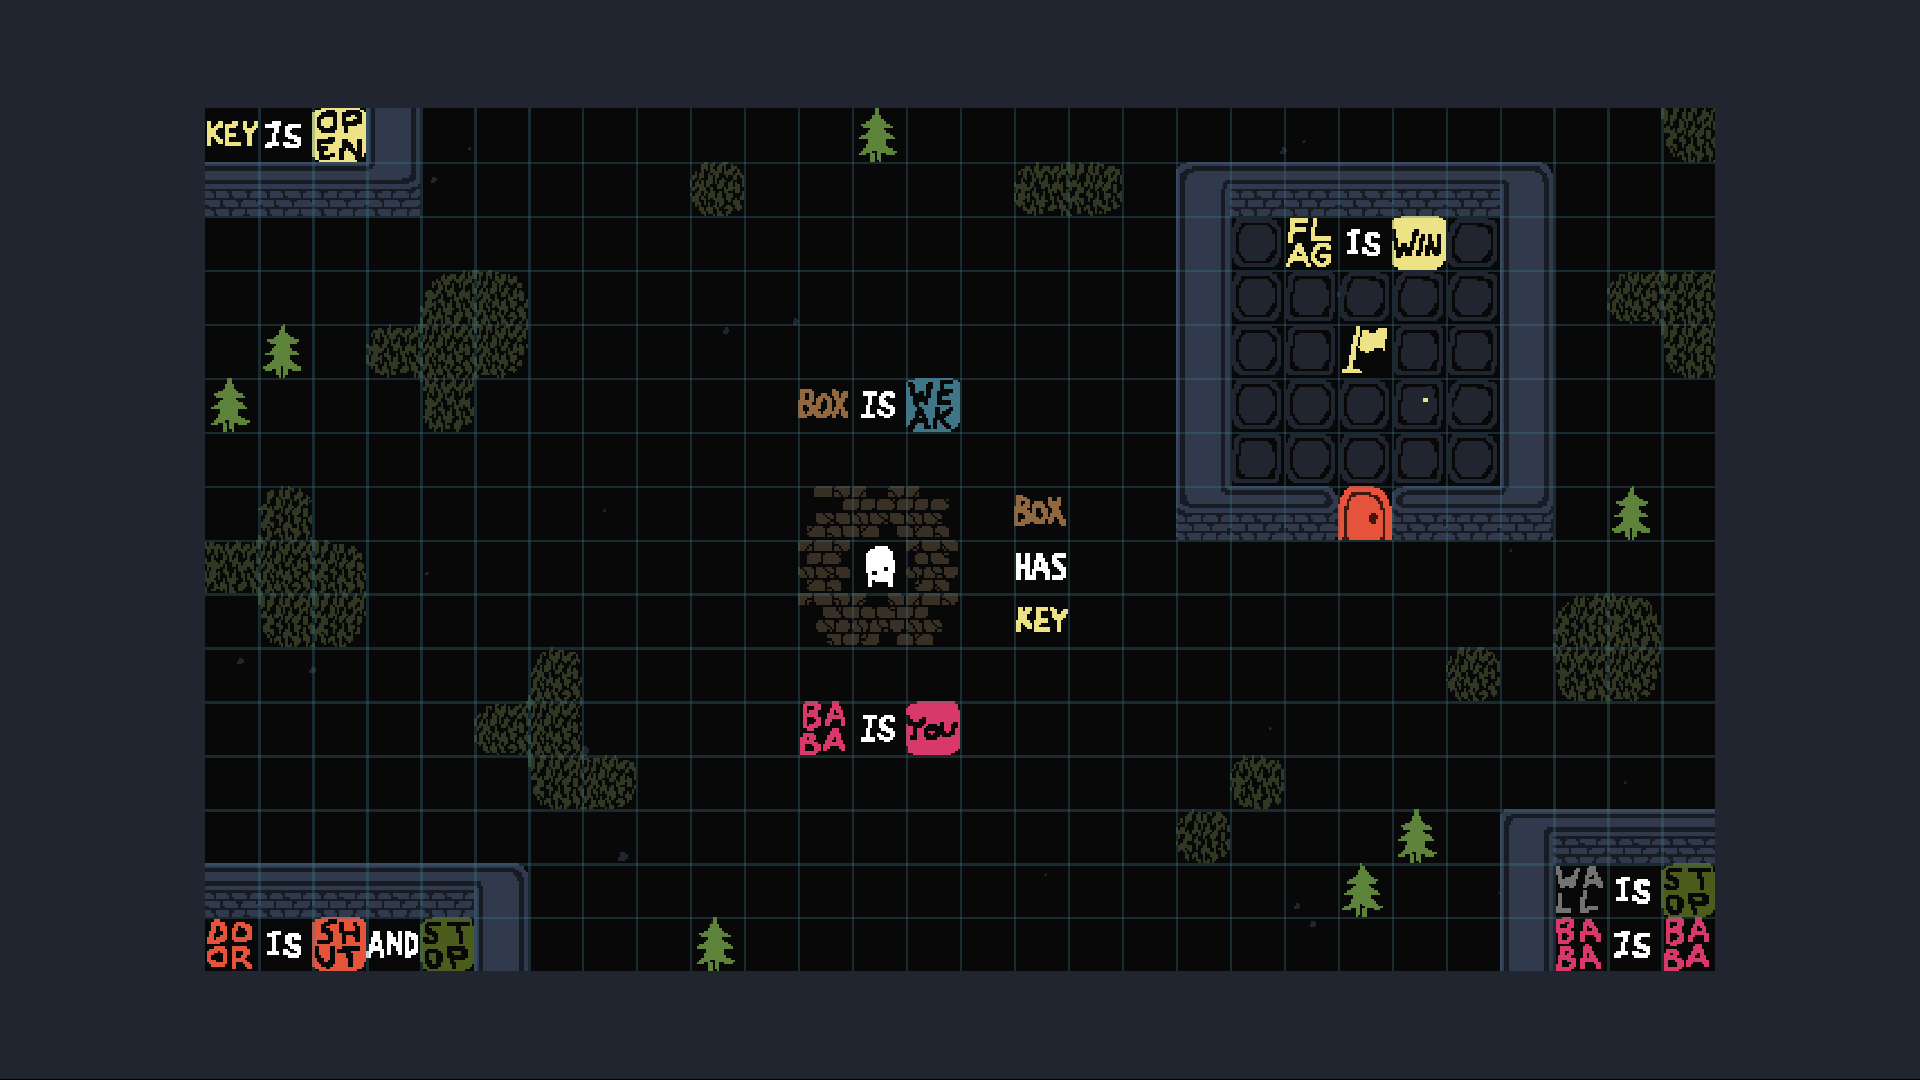 KEY IS OPEN
FLAG IS WIN
BOX IS WEAK
BOX
HAS
KEY
BABA IS YOU
WALL IS STOP
DOOR IS SHUT AND STOP
BABA IS BABA